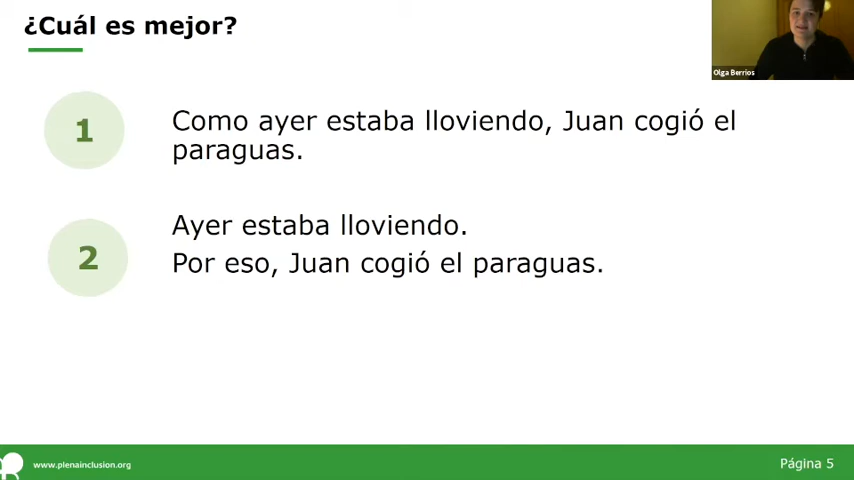 ¿Cuál es mejor?
Olga Berrios
1
Como ayer estaba lloviendo, Juan cogió el
paraguas.
2
Ayer estaba lloviendo.
Por eso, Juan cogió el paraguas.
www.plenainclusion.org
Página 5